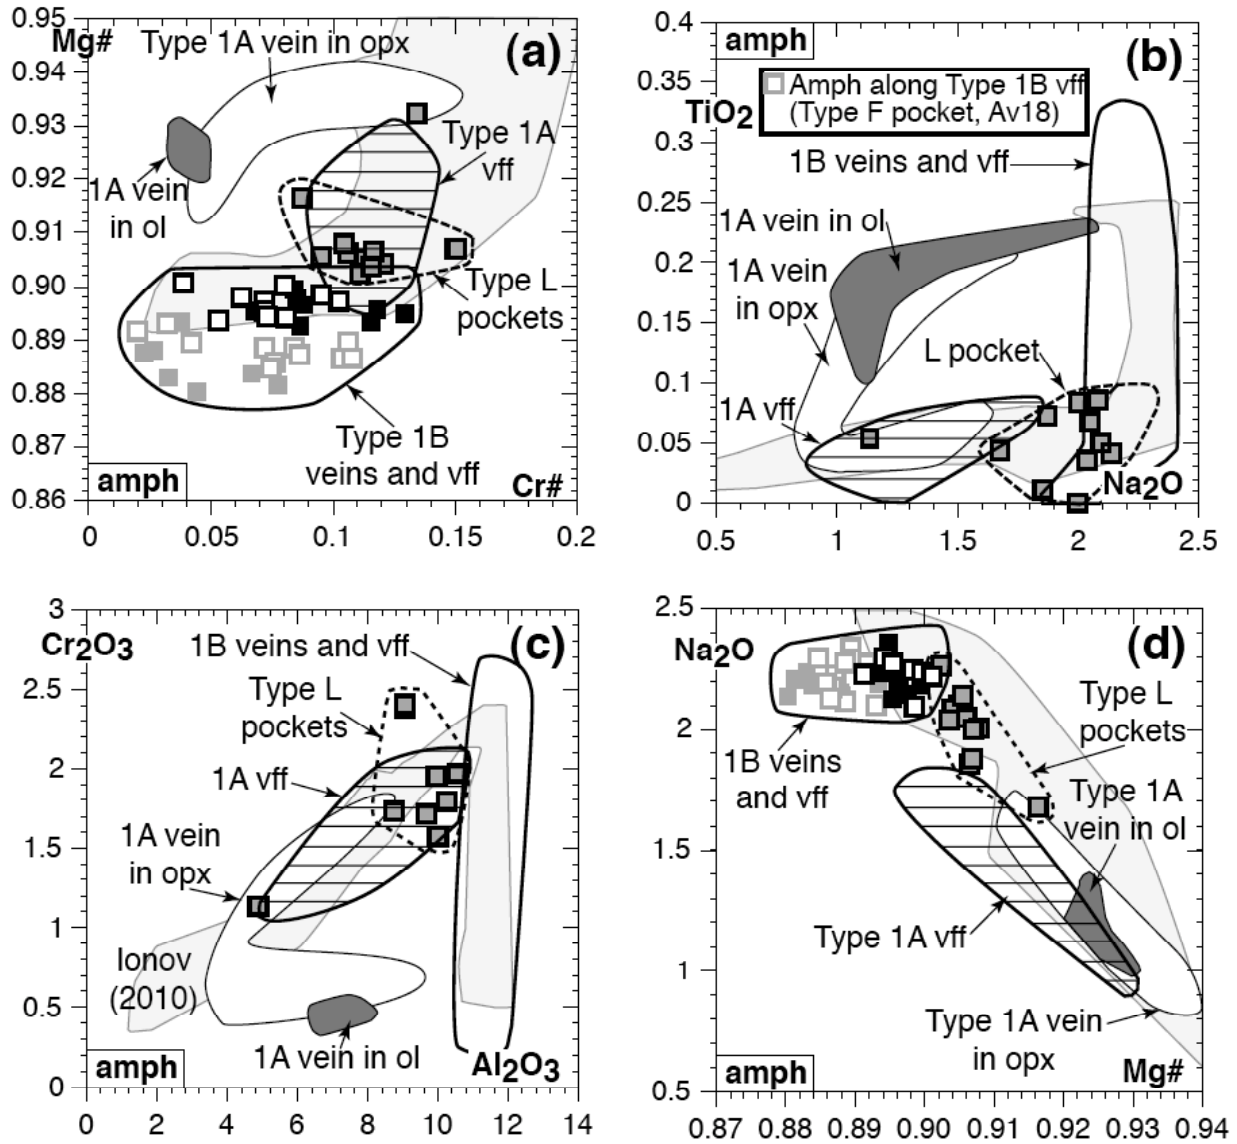 0.95
Mg#
Type 1A vein in opx
(a)
0.94
0.93
Type 1A
vff
0.92
1A vein
in ol
0.91
0.90
Type L
pockets
0.89
0.88
0.87
Type 1B
veins and vff
amph
Cr#
0.86
0 0.05 0.1 0.15 0.2
0.4
amph
(b)
0.35
Amph along Type 1B vff
(Type F pocket, Av18)
TiO2
0.3
1B veins and vff
0.25
1A vein in ol
0.2
1A vein
in opx
0.15
L pocket
0.1
1A vff
0.05
Na2O
0
0.5 1 1.5 2 2.5
3
Cr2O3
1B veins and vff
(c)
2.5
Type L
pockets
2
1A vff
1A vein
in opx
1.5
1
Ionov
(2010)
0.5
1A vein in ol
amph
Al2O3
0
0 2 4 6 8 10 12 14
2.5
Na2O
(d)
Type L
pockets
2
1B veins
and vff
Type 1A
vein in ol
1.5
Type 1A vff
1
Type 1A vein
in opx
amph
Mg#
0.5
0.87 0.88 0.89 0.90 0.91 0.92 0.93 0.94